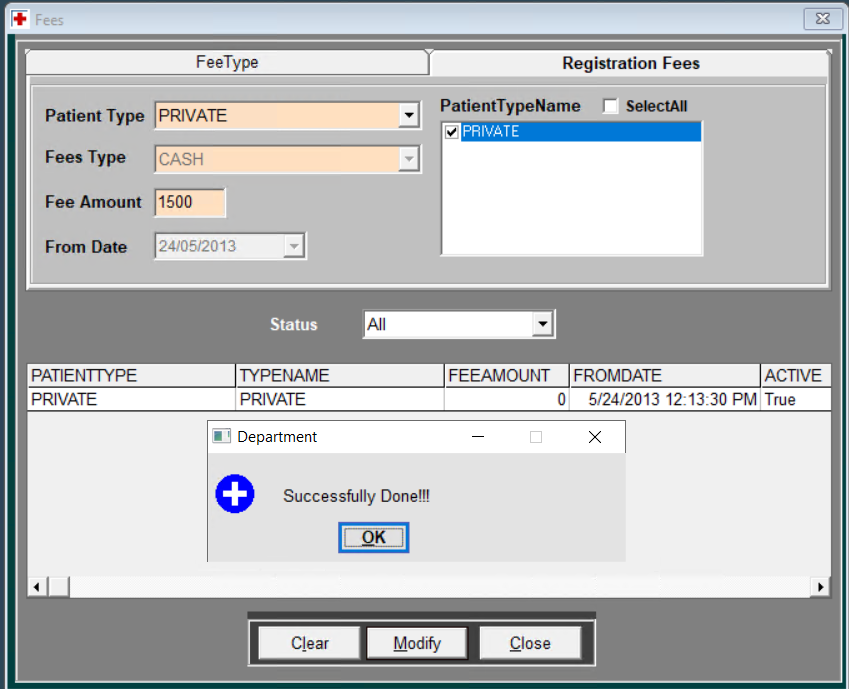 Fees
FeeType Registration Fees
Patient Type PRIVATE
Fees Type CASH
Fee Amount 1500
From Date 24/05/2013
PatientTypeName SelectAll
PRIVATE
Status All
PATIENTTYPE TYPENAME FEEAMOUNT FROMDATE ACTIVE
PRIVATE PRIVATE 0 5/24/2013 12:13:30 PM True
Department
Successfully Done!!!
OK
Clear Modify Close